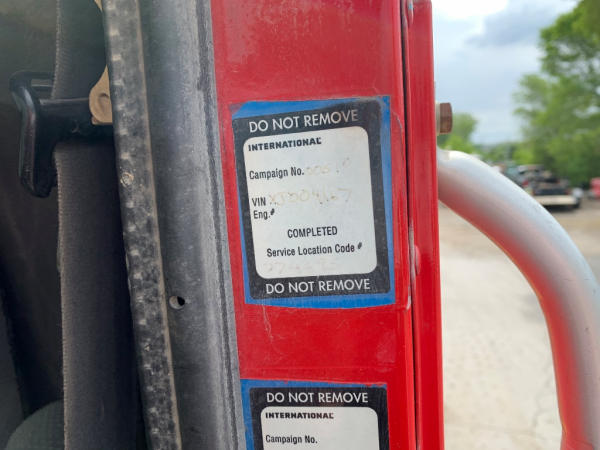 DO NOT REMOVE
INTERNATIONAL
Campaign No.
VIN
Eng.#
COMPLETED
Service Location Code #
DO NOT REMOVE
DO NOT REMOVE
INTERNATIONAL
Campaign No.